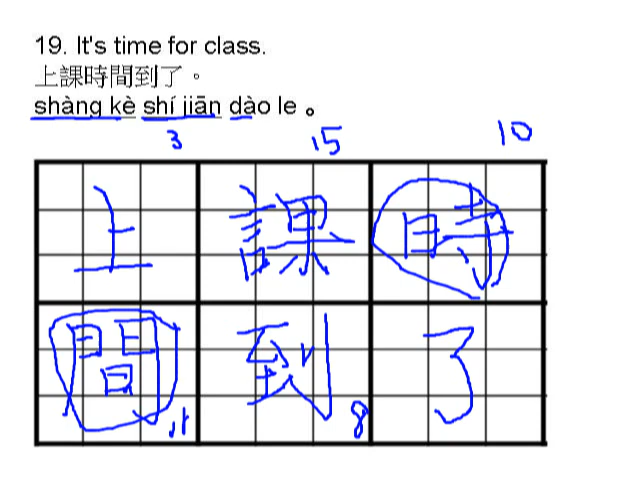 19. It's time for class.
上課時間到了。
shàng kè shí jiān dào le 。
3 15 10
上 課 時
間 到 了
8